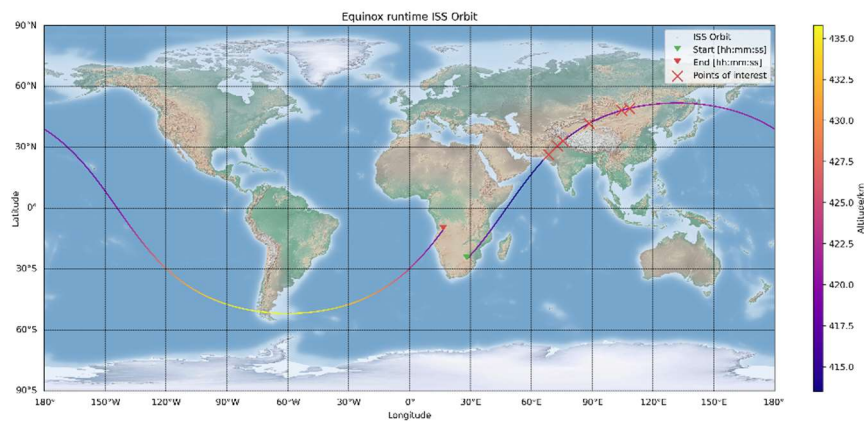 Equinox runtime ISS Orbit
90°N
60°N
30°N
0°
30°S
60°S
90°S
Latitude
180°
150°W
120°W
90°W
60°W
30°W
0°
30°E
60°E
90°E
120°E
150°E
180°
Longitude
ISS Orbit
Start [hh:mm:ss]
End [hh:mm:ss]
Points of interest
435.0
432.5
430.0
427.5
425.0
422.5
420.0
417.5
415.0
Altitude/km